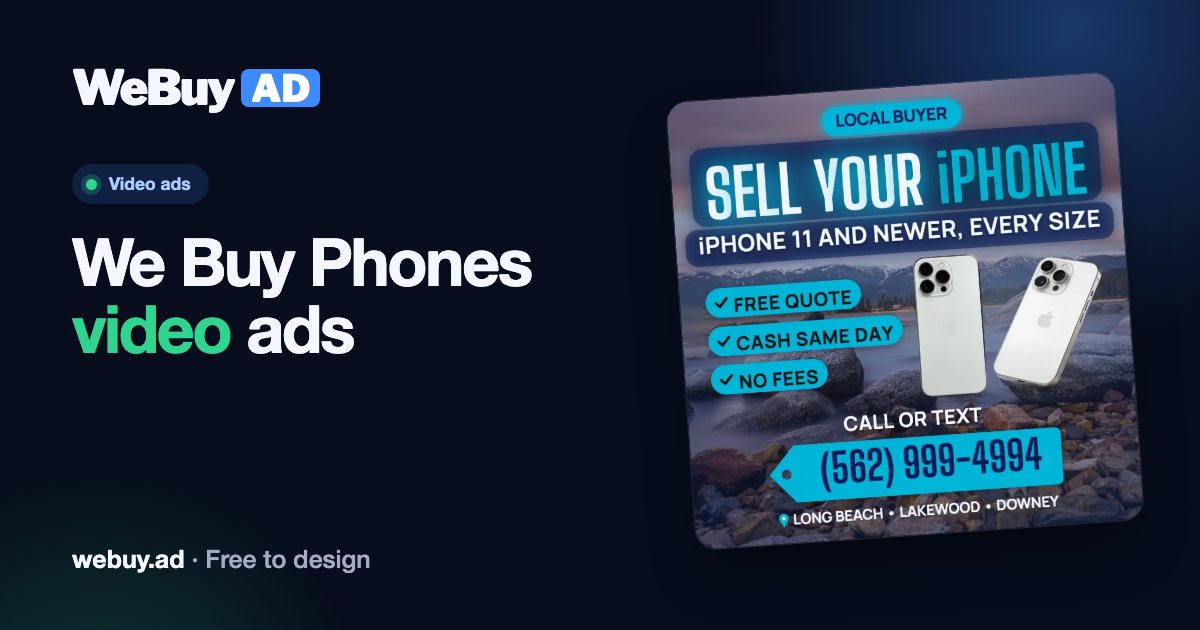 WeBuy AD
Video ads
We Buy Phones
video ads
webuy.ad · Free to design
LOCAL BUYER
SELL YOUR iPHONE
iPHONE 11 AND NEWER, EVERY SIZE
✓ FREE QUOTE
✓ CASH SAME DAY
✓ NO FEES
CALL OR TEXT
(562) 999-4994
LONG BEACH • LAKEWOOD • DOWNEY